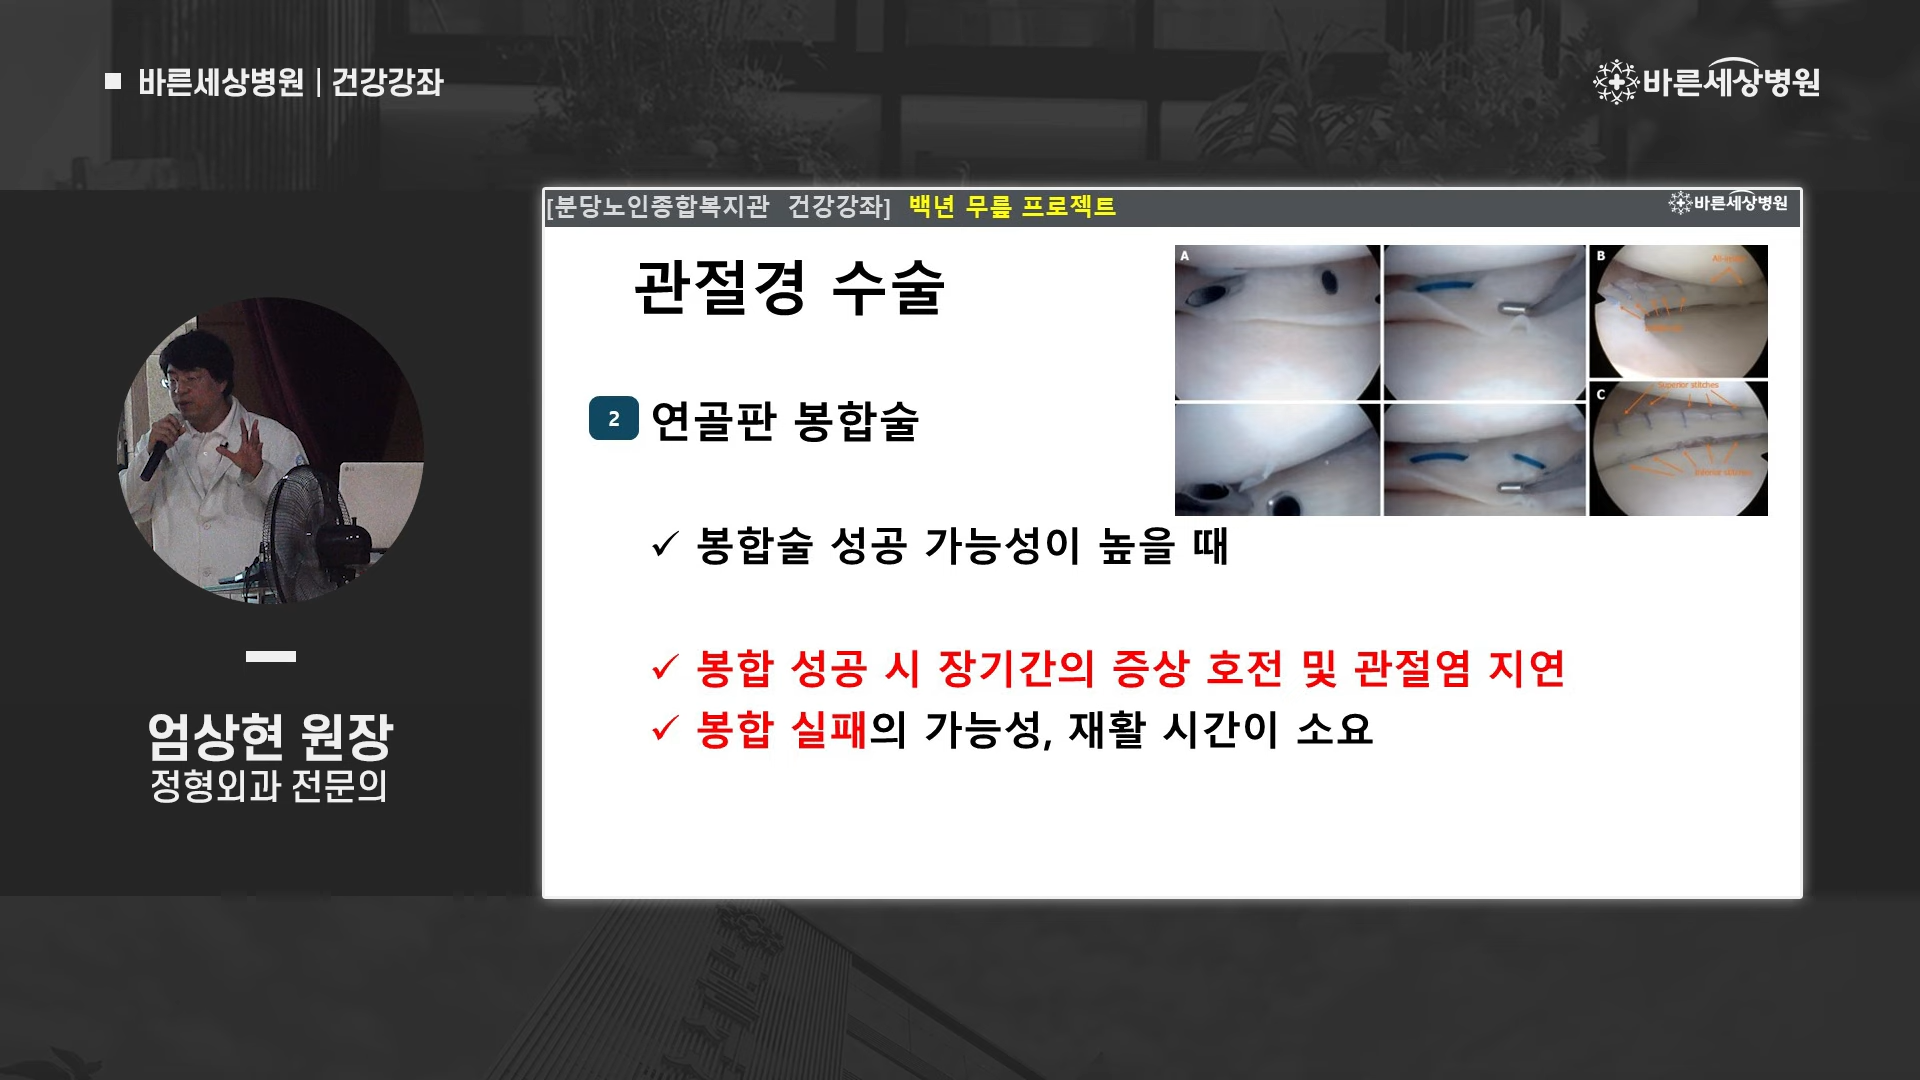 바른세상병원 | 건강강좌
바른세상병원
[분당노인종합복지관 건강강좌] 백년 무릎 프로젝트
바른세상병원
관절경 수술
A
B
Superior stitches
C
2 연골판 봉합술
✓ 봉합술 성공 가능성이 높을 때
✓ 봉합 성공 시 장기간의 증상 호전 및 관절염 지연
✓ 봉합 실패의 가능성, 재활 시간이 소요
엄상현 원장
정형외과 전문의